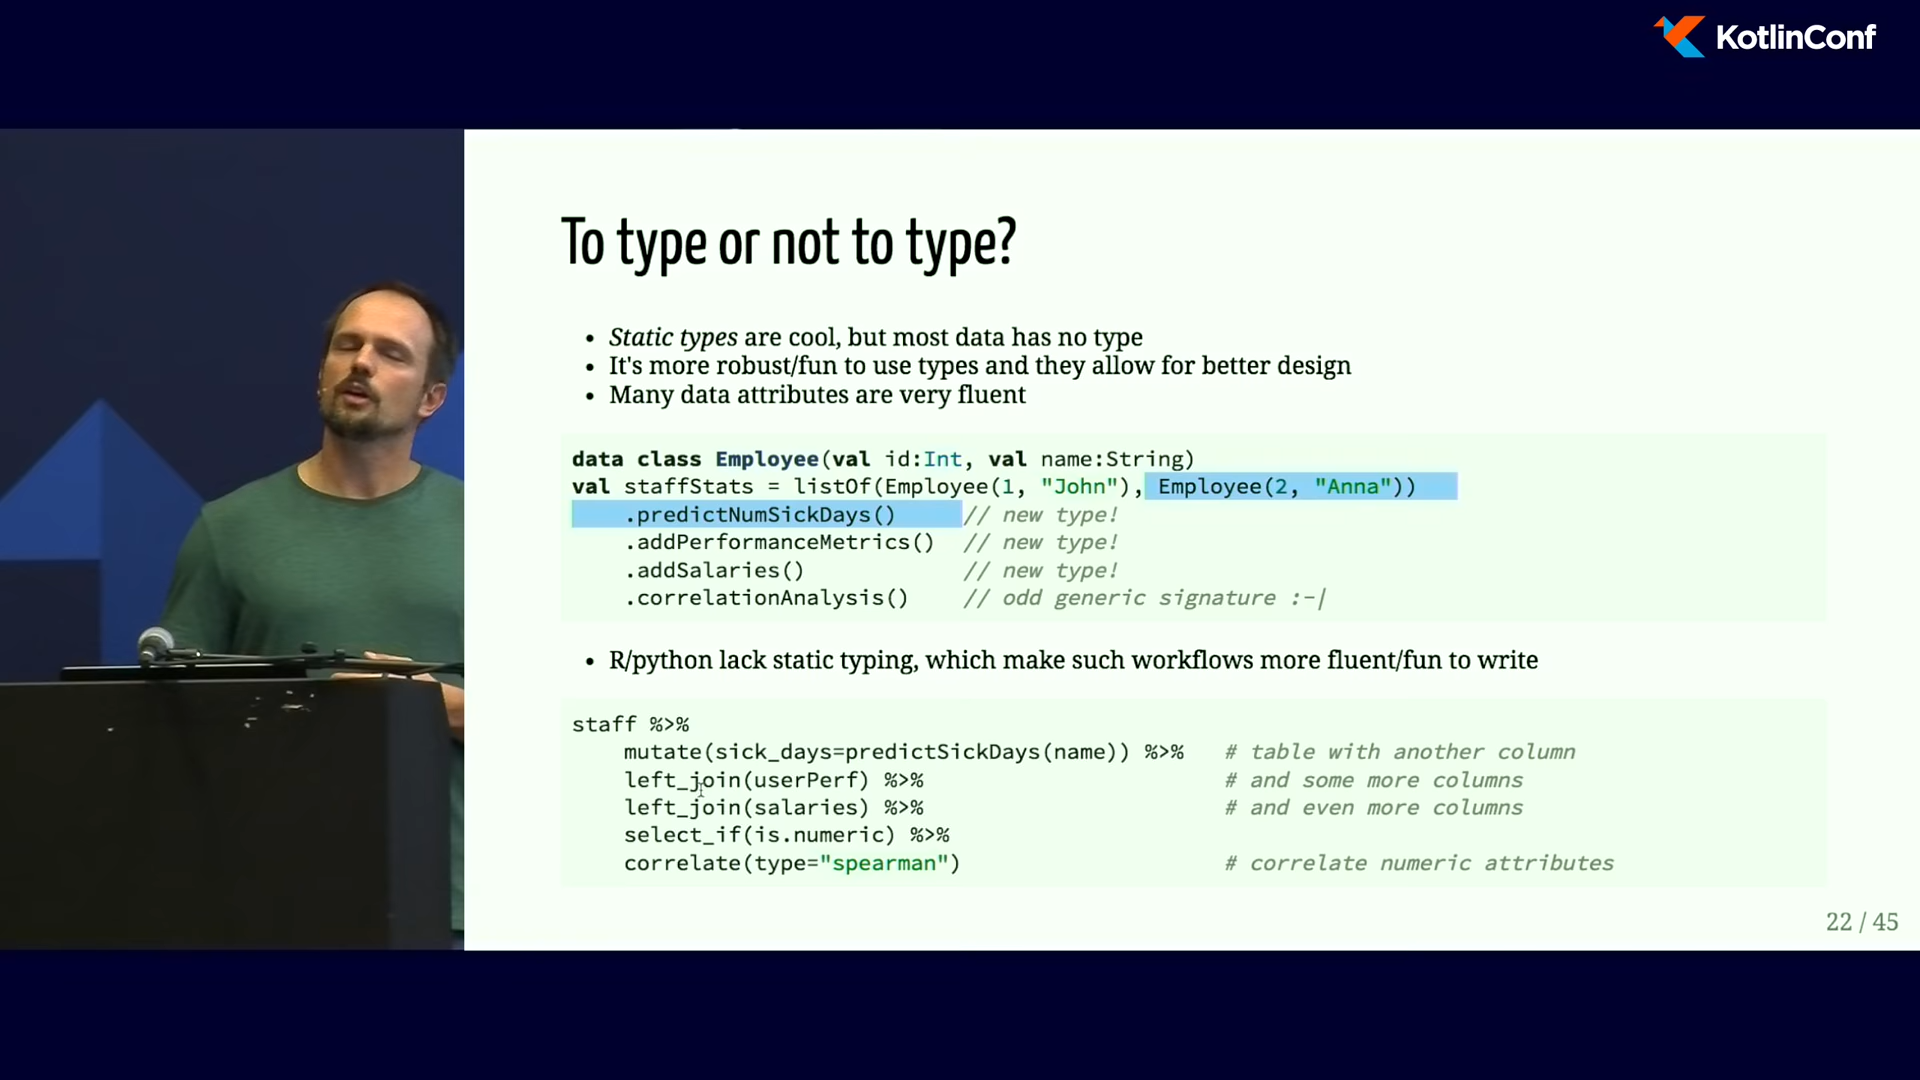 KotlinConf
To type or not to type?
• Static types are cool, but most data has no type
• It's more robust/fun to use types and they allow for better design
• Many data attributes are very fluent
data class Employee(val id:Int, val name:String)
val staffStats = listOf(Employee(1, "John"), Employee(2, "Anna"))
    .predictNumSickDays()     // new type!
    .addPerformanceMetrics()  // new type!
    .addSalaries()            // new type!
    .correlationAnalysis()    // odd generic signature :-|
• R/python lack static typing, which make such workflows more fluent/fun to write
staff %>%
    mutate(sick_days=predictSickDays(name)) %>%   # table with another column
    left_join(userPerf) %>%                       # and some more columns
    left_join(salaries) %>%                       # and even more columns
    select_if(is.numeric) %>%
    correlate(type="spearman")                    # correlate numeric attributes
22 / 45